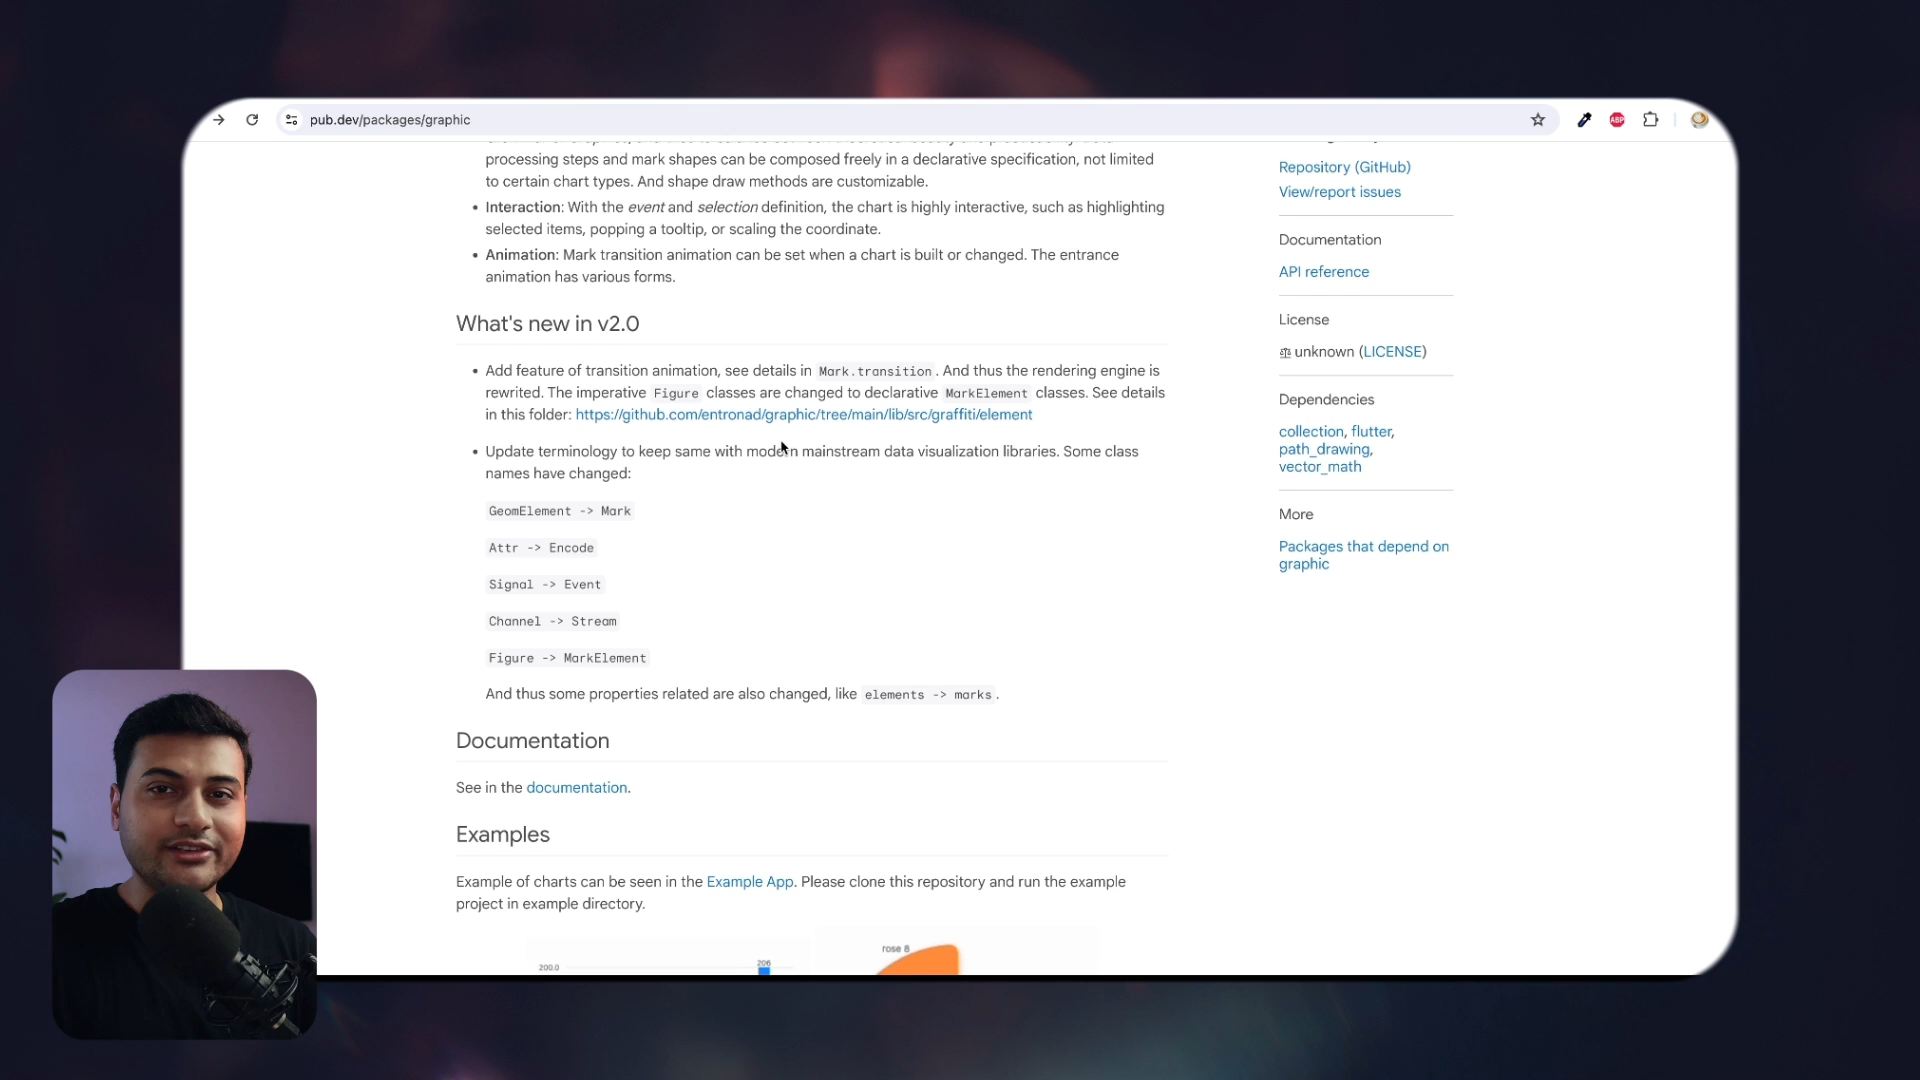 pub.dev/packages/graphic
ABP
processing steps and mark shapes can be composed freely in a declarative specification, not limited
to certain chart types. And shape draw methods are customizable.
• Interaction: With the event and selection definition, the chart is highly interactive, such as highlighting
selected items, popping a tooltip, or scaling the coordinate.
• Animation: Mark transition animation can be set when a chart is built or changed. The entrance
animation has various forms.
What's new in v2.0
• Add feature of transition animation, see details in Mark.transition. And thus the rendering engine is
rewrited. The imperative Figure classes are changed to declarative MarkElement classes. See details
in this folder: https://github.com/entronad/graphic/tree/main/lib/src/graffiti/element
• Update terminology to keep same with modern mainstream data visualization libraries. Some class
names have changed:
GeomElement -> Mark
Attr -> Encode
Signal -> Event
Channel -> Stream
Figure -> MarkElement
And thus some properties related are also changed, like elements -> marks.
Documentation
See in the documentation.
Examples
Example of charts can be seen in the Example App. Please clone this repository and run the example
project in example directory.
200.0
206
rose 8
Repository (GitHub)
View/report issues
Documentation
API reference
License
unknown (LICENSE)
Dependencies
collection, flutter,
path_drawing,
vector_math
More
Packages that depend on
graphic